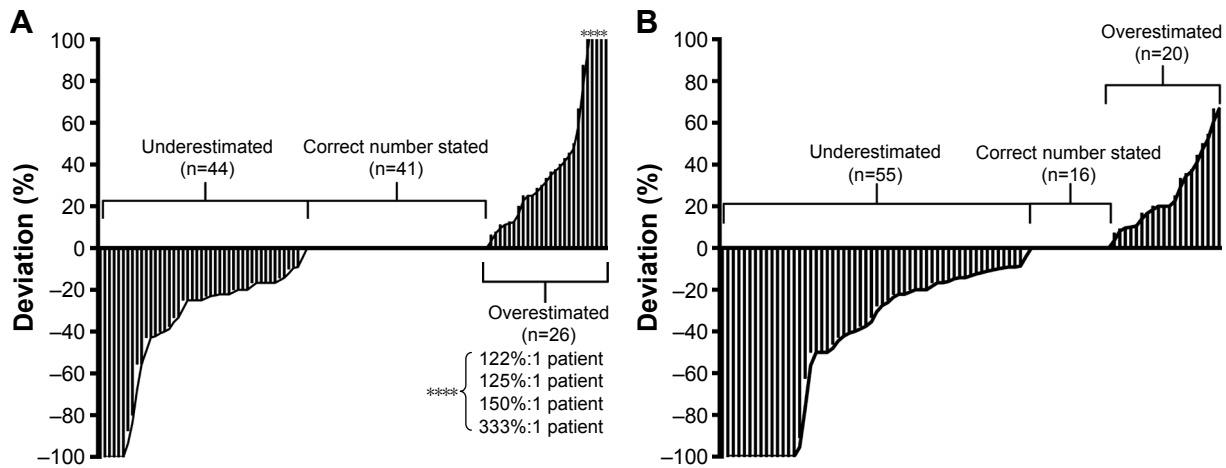 A
Deviation (%)
100
80
60
40
20
0
–20
–40
–60
–80
–100
Underestimated
(n=44)
Correct number stated
(n=41)
****
Overestimated
(n=26)
****
122%:1 patient
125%:1 patient
150%:1 patient
333%:1 patient
B
Deviation (%)
100
80
60
40
20
0
–20
–40
–60
–80
–100
Underestimated
(n=55)
Correct number stated
(n=16)
Overestimated
(n=20)